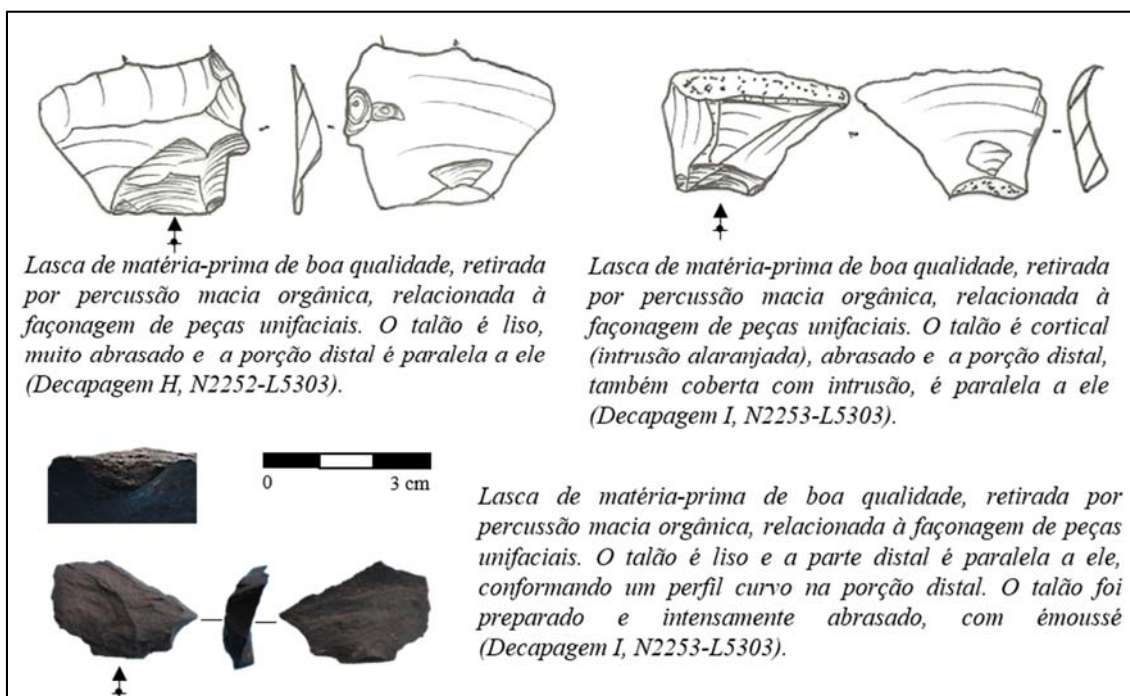 Lasca de matéria-prima de boa qualidade, retirada
por percussão macia orgânica, relacionada à
façonagem de peças unifaciais. O talão é liso,
muito abrasado e a porção distal é paralela a ele
(Decapagem H, N2252-L5303).
Lasca de matéria-prima de boa qualidade, retirada
por percussão macia orgânica, relacionada à
façonagem de peças unifaciais. O talão é cortical
(intrusão alaranjada), abrasado e a porção distal,
também coberta com intrusão, é paralela a ele
(Decapagem I, N2253-L5303).
0 3 cm
Lasca de matéria-prima de boa qualidade, retirada por
percussão macia orgânica, relacionada à façonagem de peças
unifaciais. O talão é liso e a parte distal é paralela a ele,
conformando um perfil curvo na porção distal. O talão foi
preparado e intensamente abrasado, com émoussé
(Decapagem I, N2253-L5303).